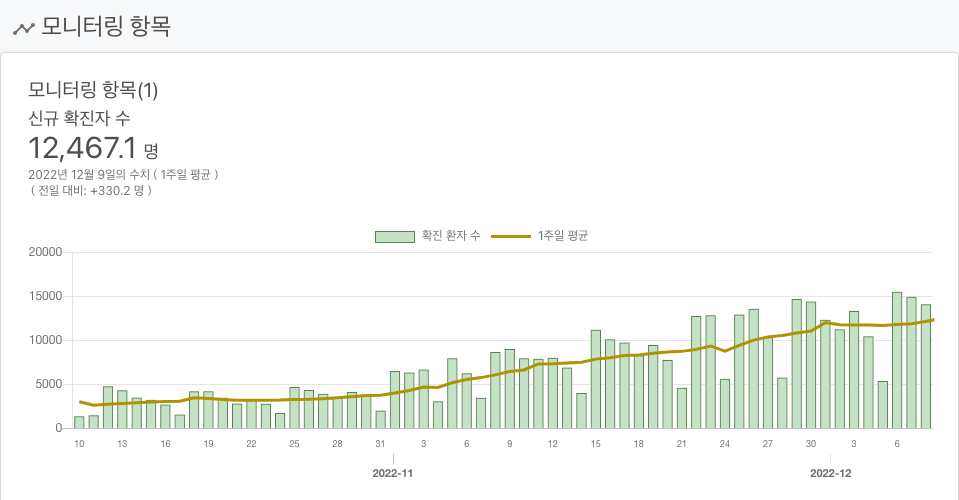 모니터링 항목
모니터링 항목(1)
신규 확진자 수
12,467.1 명
2022년 12월 9일의 수치 ( 1주일 평균 )
( 전일 대비: +330.2 명 )
확진 환자 수 1주일 평균
20000
15000
10000
5000
0
10 13 16 19 22 25 28 31 3 6 9 12 15 18 21 24 27 30 3 6
2022-11 2022-12